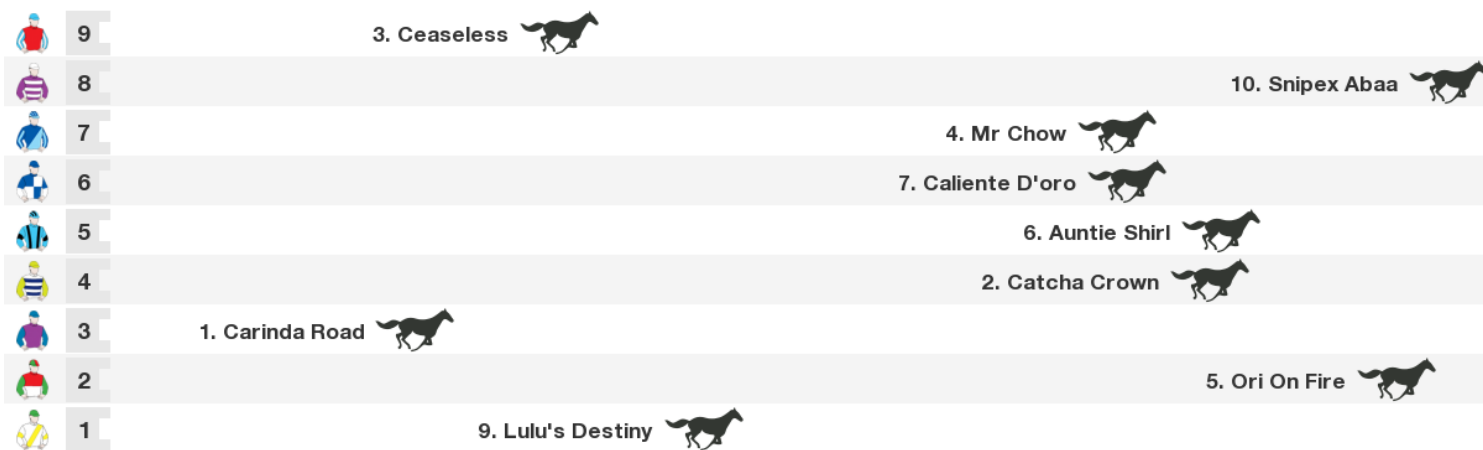 9 3. Ceaseless
8 10. Snipex Abaa
7 4. Mr Chow
6 7. Caliente D'oro
5 6. Auntie Shirl
4 2. Catcha Crown
3 1. Carinda Road
2 5. Ori On Fire
1 9. Lulu's Destiny